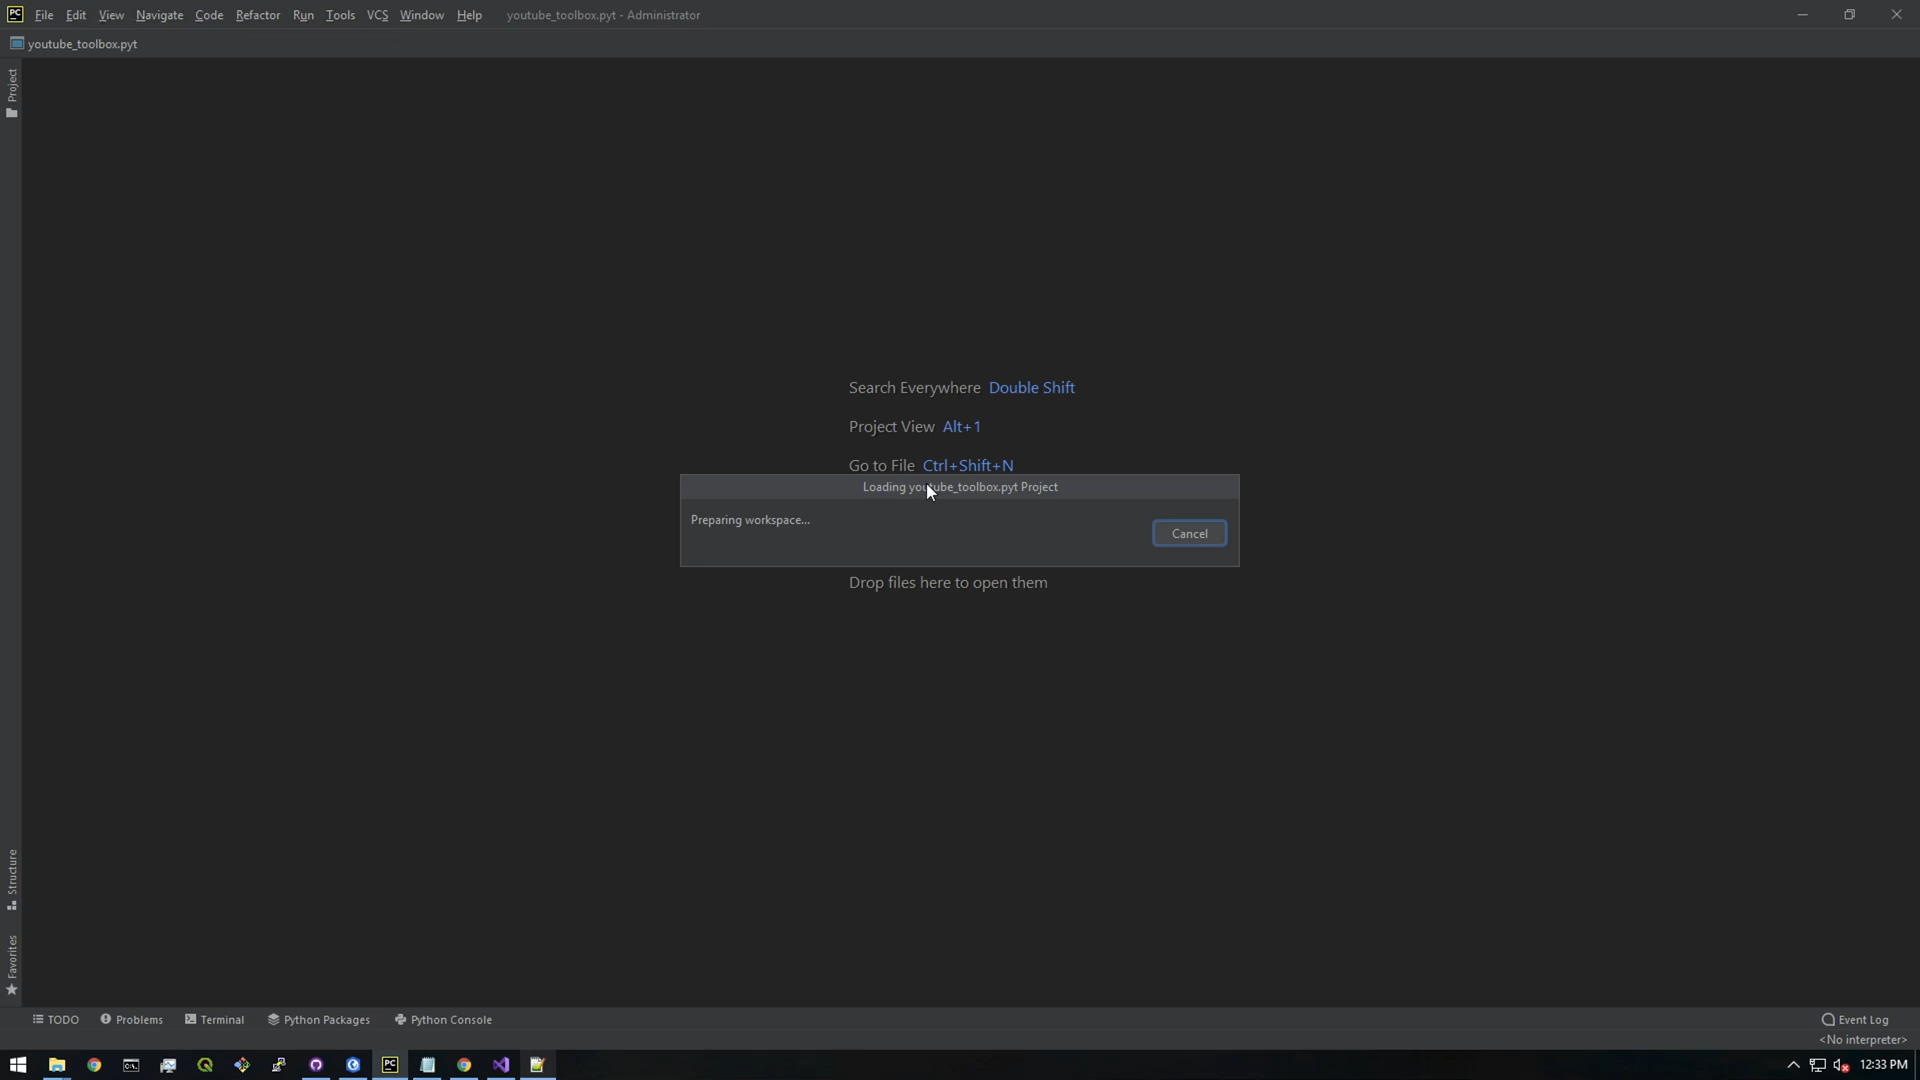 PC File Edit View Navigate Code Refactor Run Tools VCS Window Help youtube_toolbox.pyt - Administrator
youtube_toolbox.pyt
Project
Search Everywhere Double Shift
Project View Alt+1
Go to File Ctrl+Shift+N
Loading youtube_toolbox.pyt Project
Preparing workspace...
Cancel
Drop files here to open them
Structure
Favorites
TODO Problems Terminal Python Packages Python Console Event Log
<No interpreter>
PC 12:33 PM